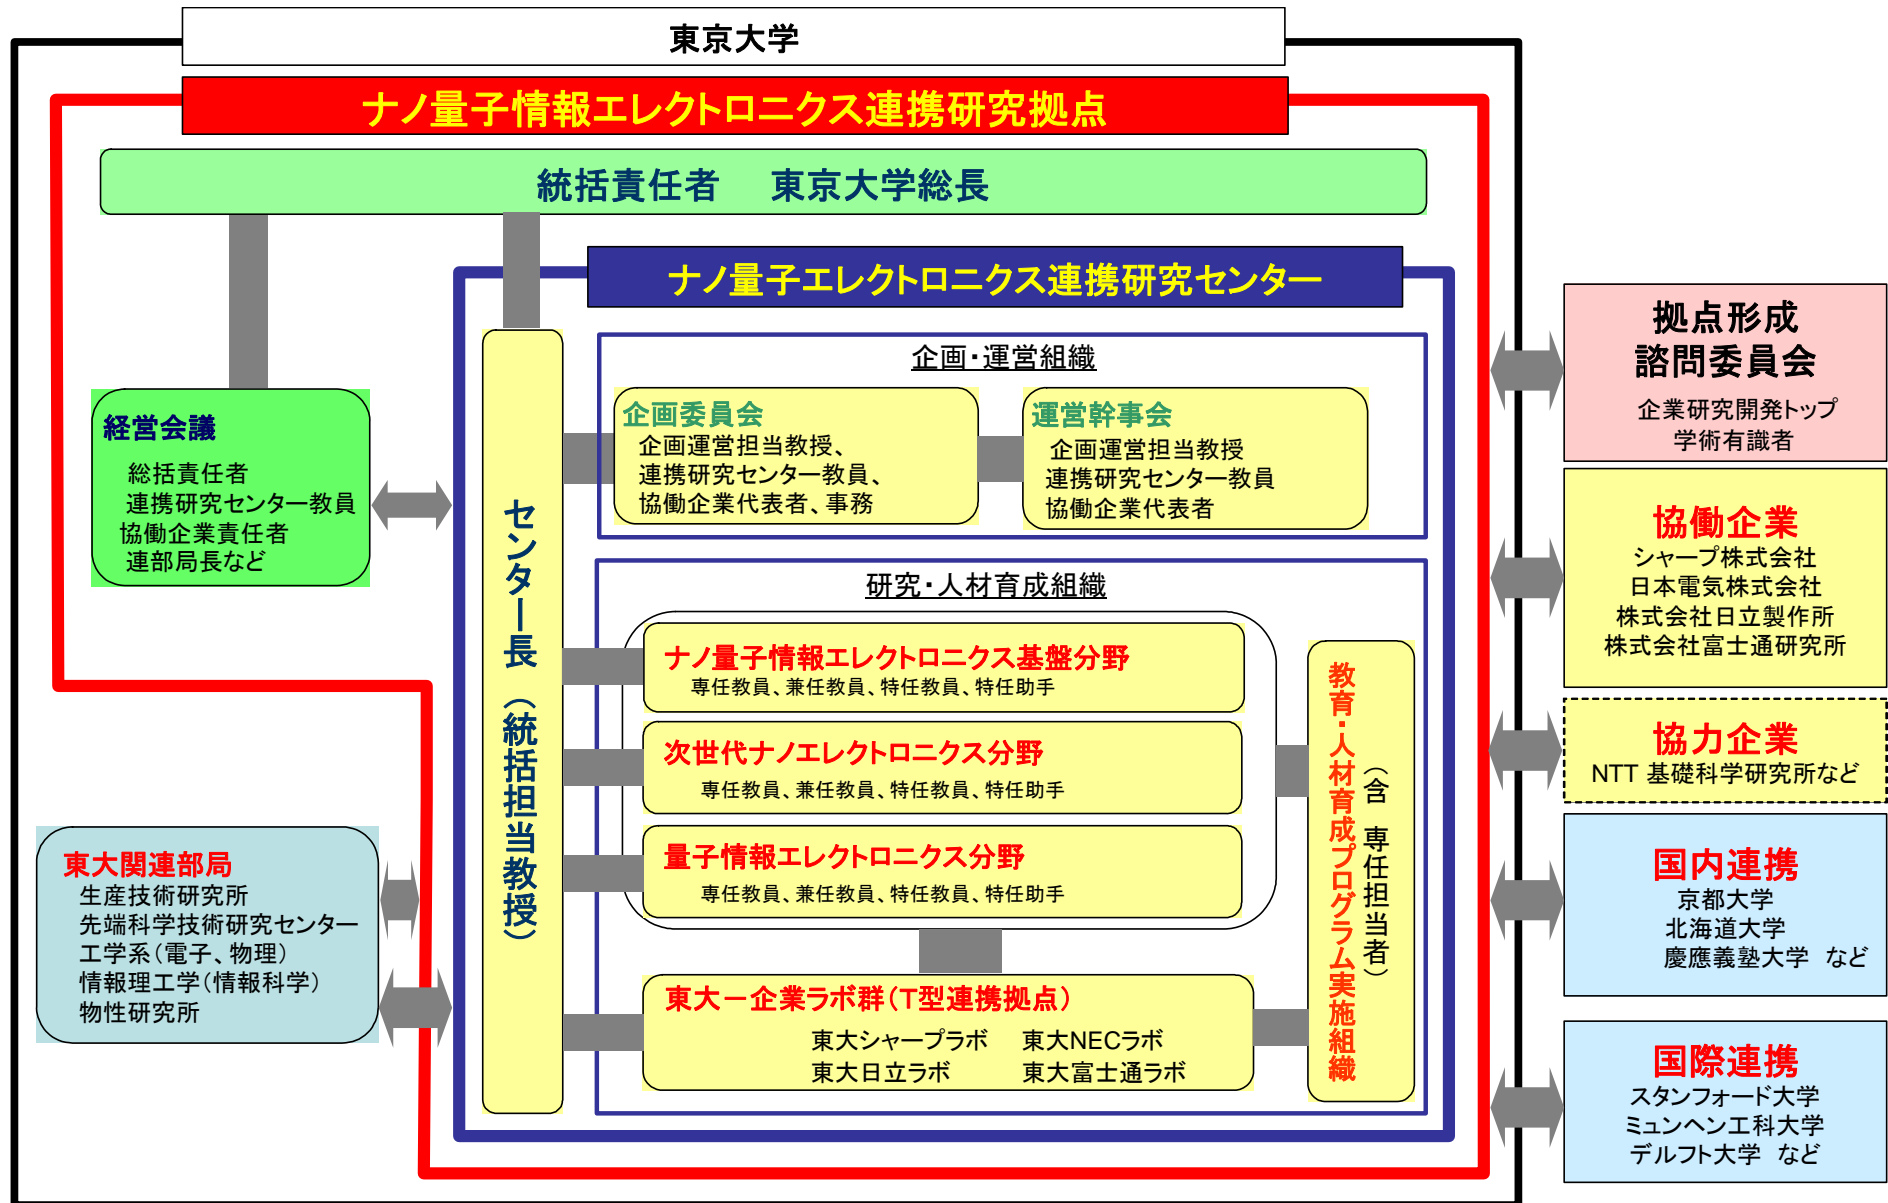 東京大学
ナノ量子情報エレクトロニクス連携研究拠点
統括責任者　東京大学総長
ナノ量子エレクトロニクス連携研究センター
経営会議
総括責任者
連携研究センター教員
協働企業責任者
連部局長など
センター長（統括担当教授）
企画・運営組織
企画委員会
企画運営担当教授、
連携研究センター教員、
協働企業代表者、事務
運営幹事会
企画運営担当教授
連携研究センター教員
協働企業代表者
研究・人材育成組織
ナノ量子情報エレクトロニクス基盤分野
専任教員、兼任教員、特任教員、特任助手
次世代ナノエレクトロニクス分野
専任教員、兼任教員、特任教員、特任助手
量子情報エレクトロニクス分野
専任教員、兼任教員、特任教員、特任助手
東大－企業ラボ群（T型連携拠点）
東大シャープラボ　東大NECラボ
東大日立ラボ　東大富士通ラボ
教育・人材育成プログラム実施組織
（含　専任担当者）
東大関連部局
生産技術研究所
先端科学技術研究センター
工学系（電子、物理）
情報理工学（情報科学）
物性研究所
拠点形成
諮問委員会
企業研究開発トップ
学術有識者
協働企業
シャープ株式会社
日本電気株式会社
株式会社日立製作所
株式会社富士通研究所
協力企業
NTT 基礎科学研究所など
国内連携
京都大学
北海道大学
慶應義塾大学　など
国際連携
スタンフォード大学
ミュンヘン工科大学
デルフト大学　など